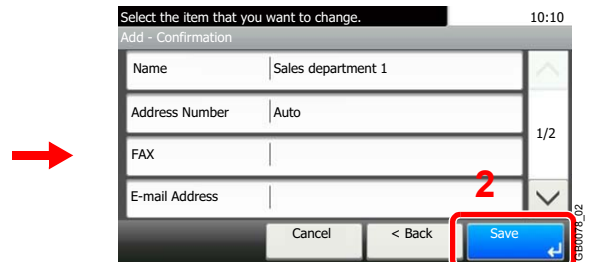 Select the item that you want to change. 10:10
Add - Confirmation
Name Sales department 1
Address Number Auto
1/2
FAX
E-mail Address
2
Cancel < Back Save
GB0078_02